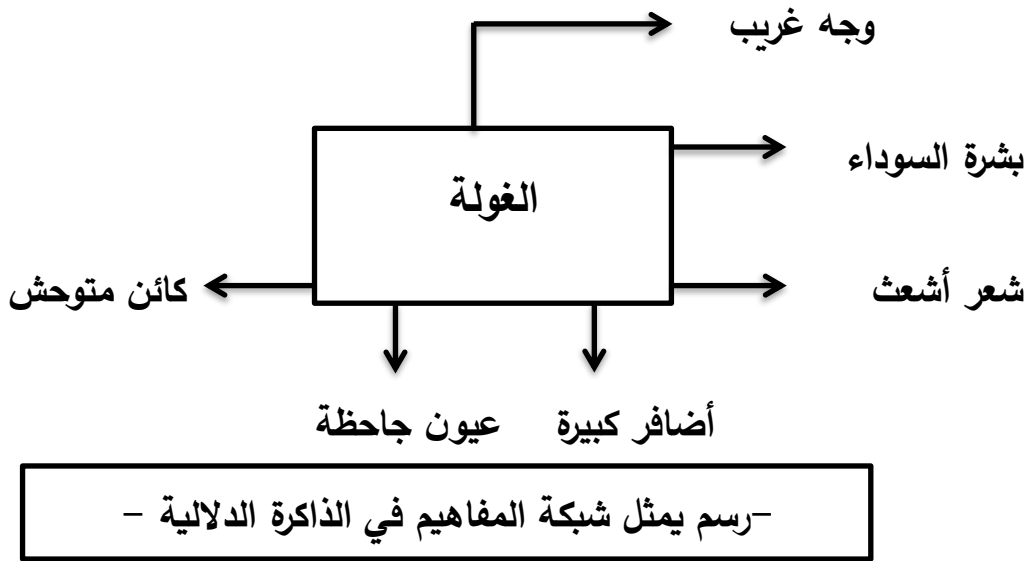 وجه غريب
بشرة السوداء
الغولة
شعر أشعث
كائن متوحش
أضافر كبيرة
عيون جاحظة
-رسم يمثل شبكة المفاهيم في الذاكرة الدلالية -